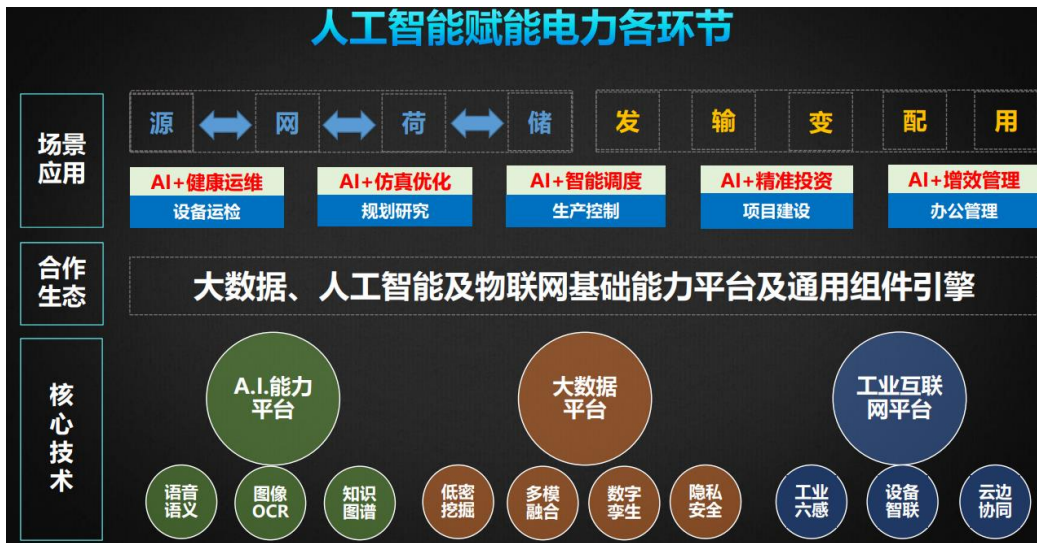 人工智能赋能电力各环节
场景
应用
源 网 荷 储 发 输 变 配 用
AI+健康运维 AI+仿真优化 AI+智能调度 AI+精准投资 AI+增效管理
设备运检 规划研究 生产控制 项目建设 办公管理
合作
生态
大数据、人工智能及物联网基础能力平台及通用组件引擎
核
心
技
术
A.I.能力
平台
大数据
平台
工业互联
网平台
语音
语义
图像
OCR
知识
图谱
低密
挖掘
多模
融合
数字
孪生
隐私
安全
工业
六感
设备
智联
云边
协同